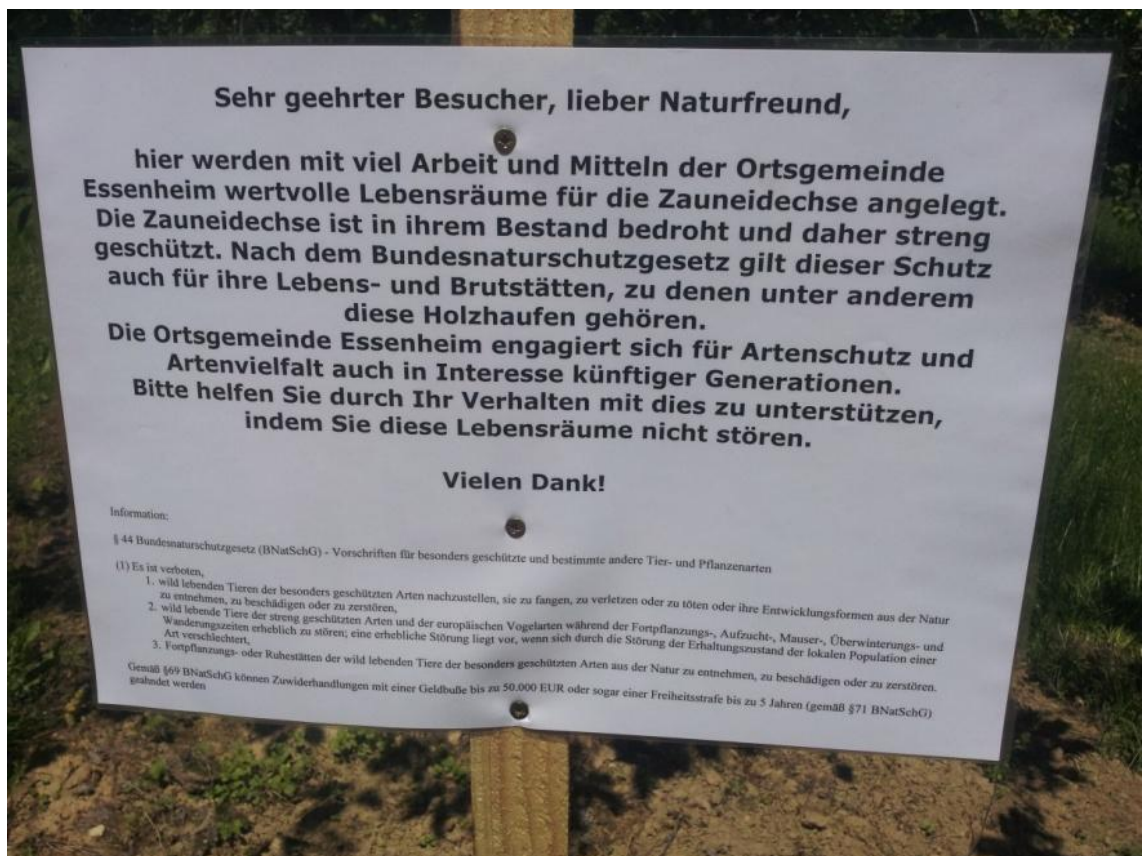 Sehr geehrter Besucher, lieber Naturfreund,
hier werden mit viel Arbeit und Mitteln der Ortsgemeinde
Essenheim wertvolle Lebensräume für die Zauneidechse angelegt.
Die Zauneidechse ist in ihrem Bestand bedroht und daher streng
geschützt. Nach dem Bundesnaturschutzgesetz gilt dieser Schutz
auch für ihre Lebens- und Brutstätten, zu denen unter anderem
diese Holzhaufen gehören.
Die Ortsgemeinde Essenheim engagiert sich für Artenschutz und
Artenvielfalt auch in Interesse künftiger Generationen.
Bitte helfen Sie durch Ihr Verhalten mit dies zu unterstützen,
indem Sie diese Lebensräume nicht stören.
Vielen Dank!
Information:
§ 44 Bundesnaturschutzgesetz (BNatSchG) - Vorschriften für besonders geschützte und bestimmte andere Tier- und Pflanzenarten
(1) Es ist verboten,
1. wild lebenden Tieren der besonders geschützten Arten nachzustellen, sie zu fangen, zu verletzen oder zu töten oder ihre Entwicklungsformen aus der Natur
zu entnehmen, zu beschädigen oder zu zerstören,
2. wild lebende Tiere der streng geschützten Arten und der europäischen Vogelarten während der Fortpflanzungs-, Aufzucht-, Mauser-, Überwinterungs- und
Wanderungszeiten erheblich zu stören; eine erhebliche Störung liegt vor, wenn sich durch die Störung der Erhaltungszustand der lokalen Population einer
Art verschlechtert,
3. Fortpflanzungs- oder Ruhestätten der wild lebenden Tiere der besonders geschützten Arten aus der Natur zu entnehmen, zu beschädigen oder zu zerstören.
Gemäß §69 BNatSchG können Zuwiderhandlungen mit einer Geldbuße bis zu 50.000 EUR oder sogar einer Freiheitsstrafe bis zu 5 Jahren (gemäß §71 BNatSchG)
geahndet werden